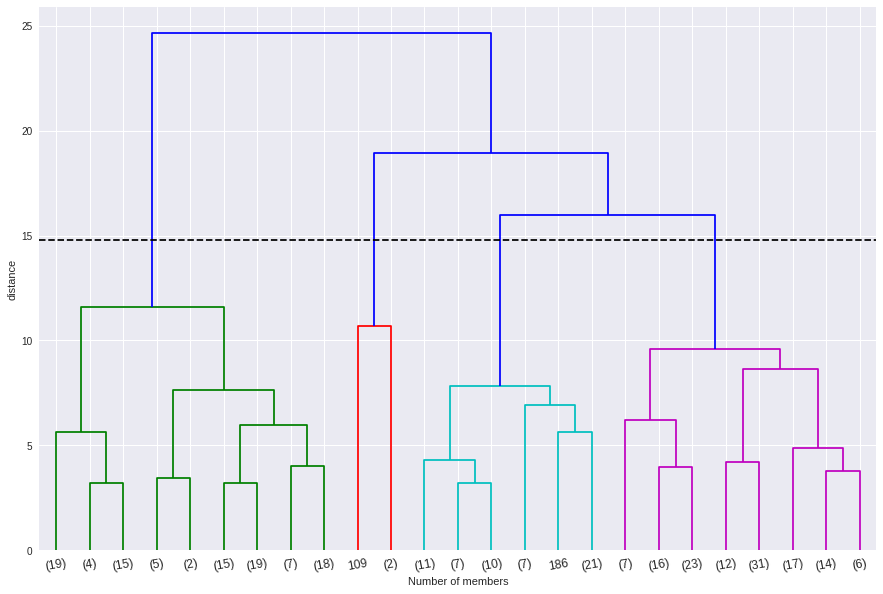 25
20
15
10
5
0
distance
(19) (4) (15) (5) (2) (15) (19) (7) (18) 109 (2) (11) (7) (10) (7) 186 (21) (7) (16) (23) (12) (31) (17) (14) (6)
Number of members